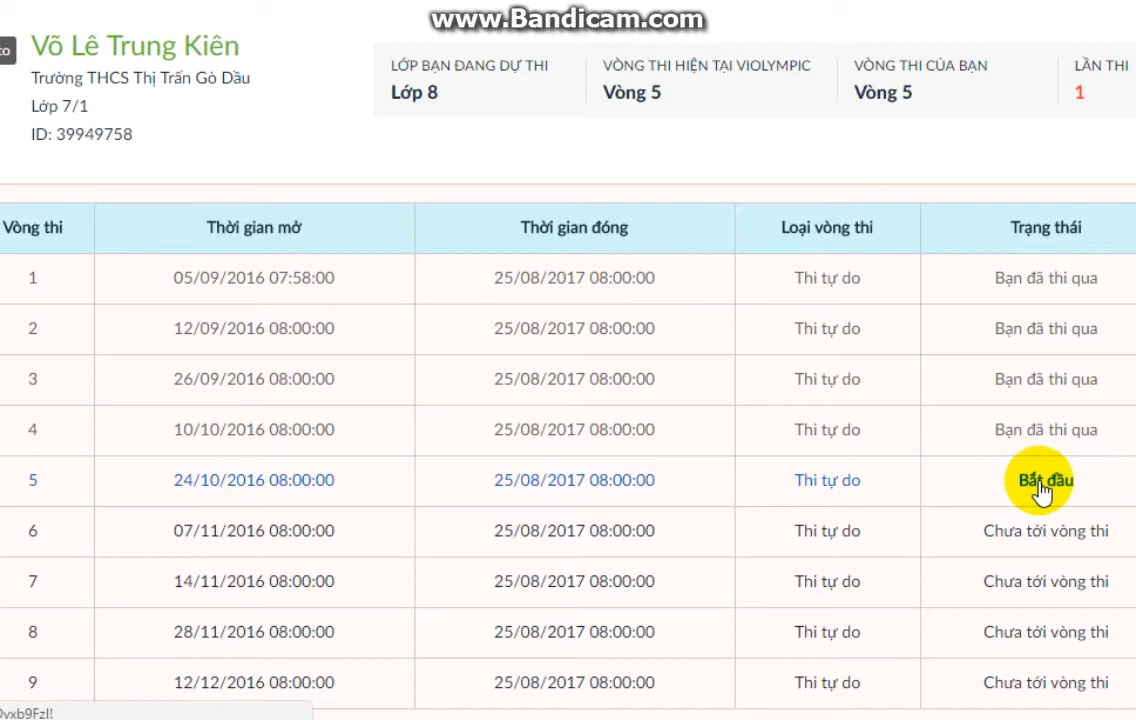 www.Bandicam.com
to
Võ Lê Trung Kiên
Trường THCS Thị Trấn Gò Dầu
Lớp 7/1
ID: 39949758
LỚP BẠN ĐANG DỰ THI VÒNG THI HIỆN TẠI VIOLYMPIC VÒNG THI CỦA BẠN LẦN THI
Lớp 8 Vòng 5 Vòng 5 1
Vòng thi Thời gian mở Thời gian đóng Loại vòng thi Trạng thái
1 05/09/2016 07:58:00 25/08/2017 08:00:00 Thi tự do Bạn đã thi qua
2 12/09/2016 08:00:00 25/08/2017 08:00:00 Thi tự do Bạn đã thi qua
3 26/09/2016 08:00:00 25/08/2017 08:00:00 Thi tự do Bạn đã thi qua
4 10/10/2016 08:00:00 25/08/2017 08:00:00 Thi tự do Bạn đã thi qua
5 24/10/2016 08:00:00 25/08/2017 08:00:00 Thi tự do Bắt đầu
6 07/11/2016 08:00:00 25/08/2017 08:00:00 Thi tự do Chưa tới vòng thi
7 14/11/2016 08:00:00 25/08/2017 08:00:00 Thi tự do Chưa tới vòng thi
8 28/11/2016 08:00:00 25/08/2017 08:00:00 Thi tự do Chưa tới vòng thi
9 12/12/2016 08:00:00 25/08/2017 08:00:00 Thi tự do Chưa tới vòng thi